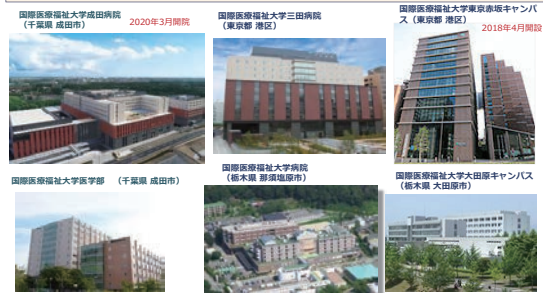 国際医療福祉大学成田病院
（千葉県 成田市）
2020年3月開院
国際医療福祉大学三田病院
（東京都 港区）
国際医療福祉大学東京赤坂キャンパ
ス（東京都 港区）
2018年4月開設
国際医療福祉大学医学部　（千葉県 成田市）
国際医療福祉大学病院
（栃木県 那須塩原市）
国際医療福祉大学大田原キャンパス
（栃木県 大田原市）